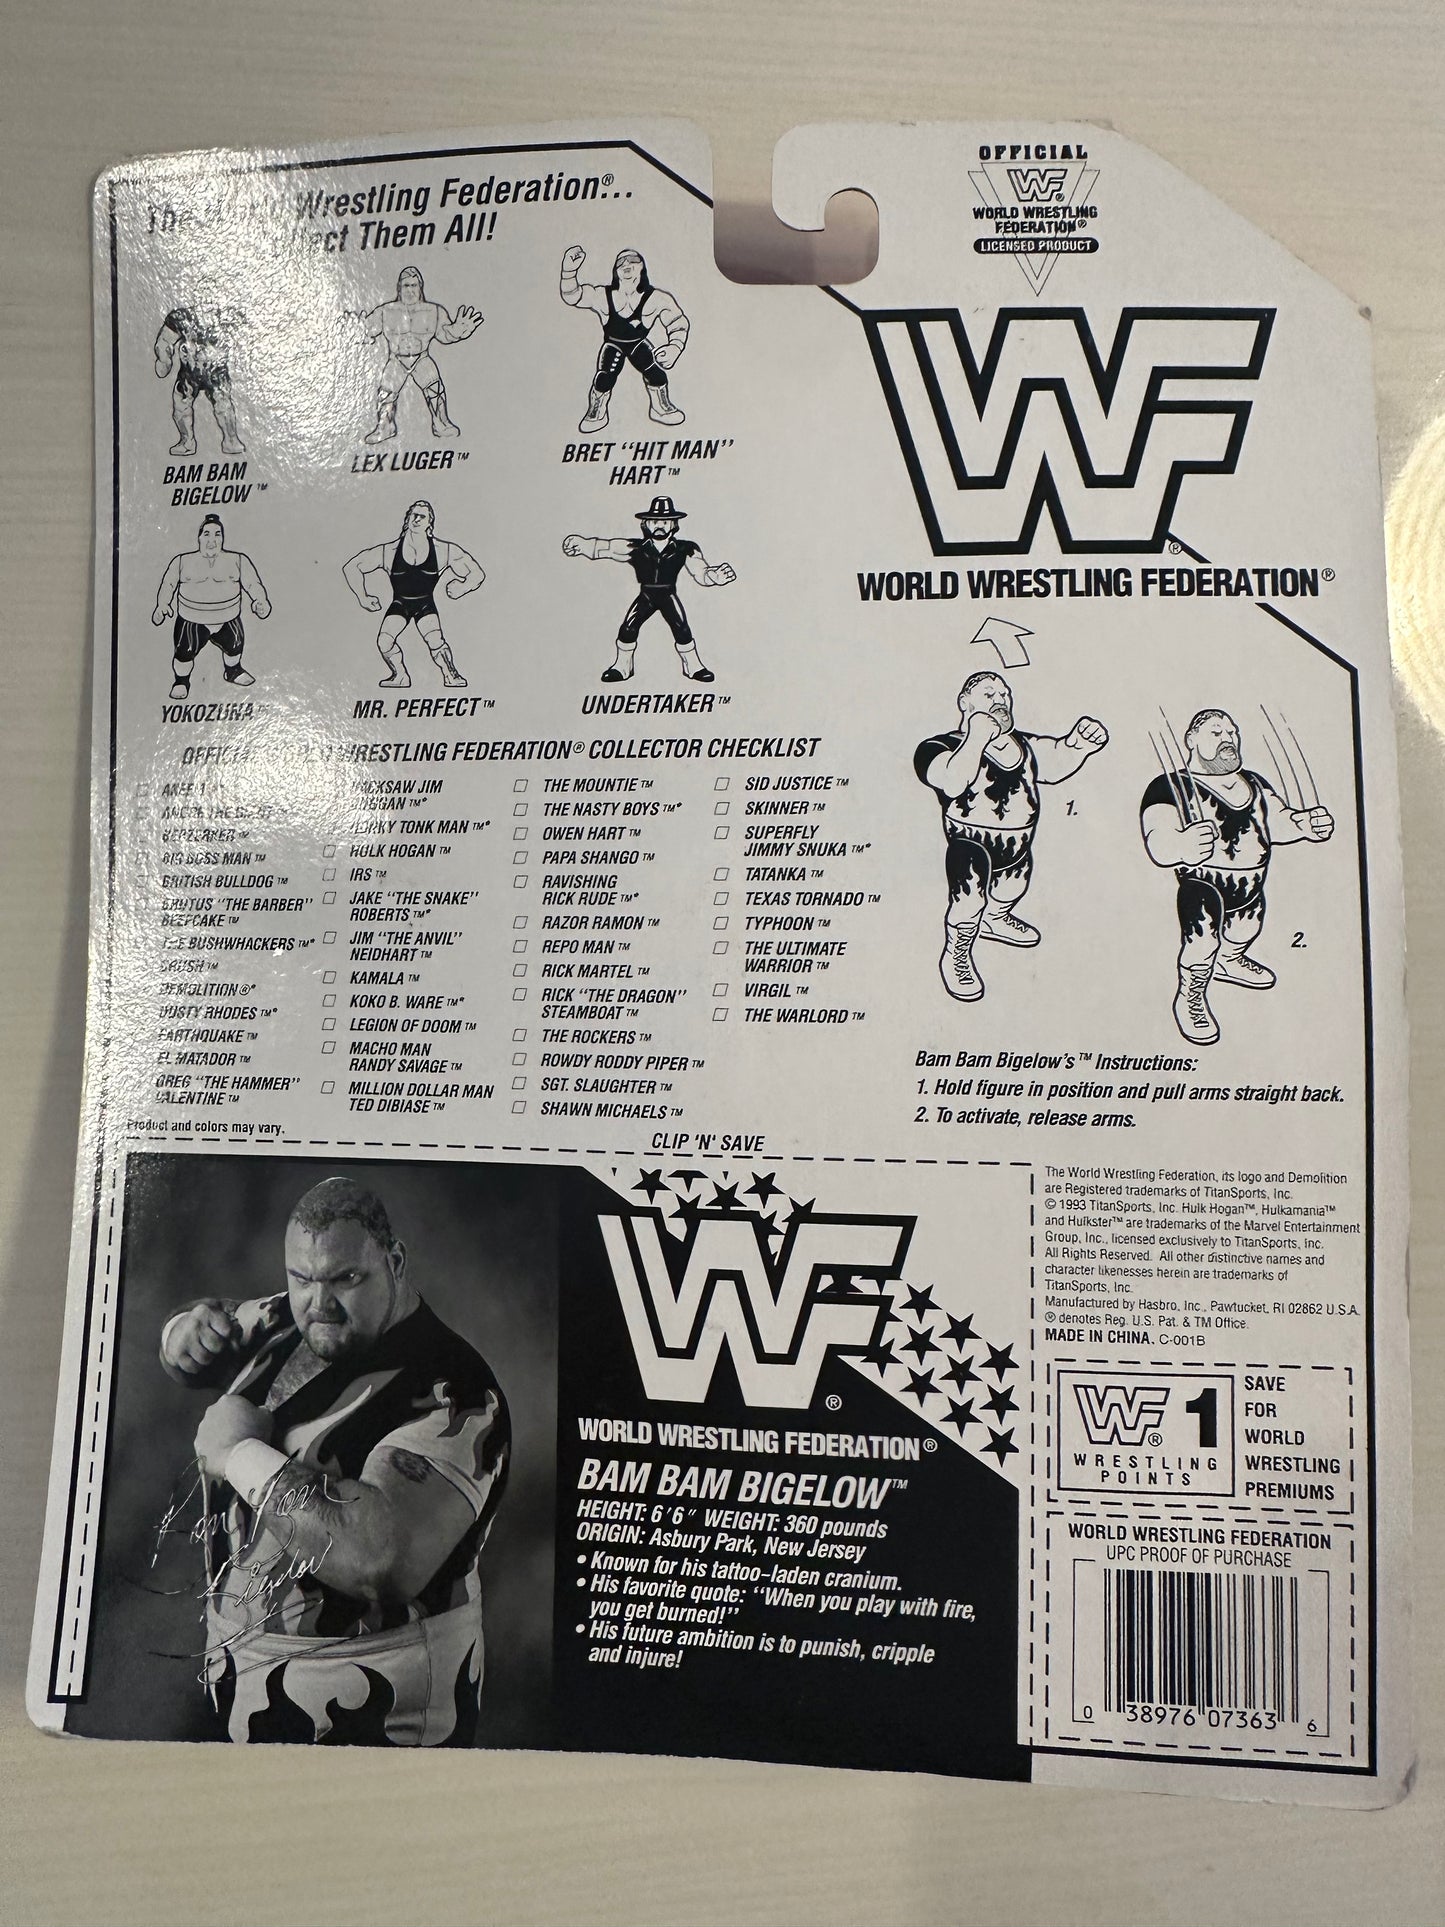 OFFICIAL
WF®
WORLD WRESTLING
FEDERATION®
LICENSED PRODUCT
The World Wrestling Federation®...
Them All!
BAM BAM
BIGELOW™
LEX LUGER™
BRET "HIT MAN"
HART™
YOKOZUNA™
MR. PERFECT™
UNDERTAKER™
WF®
WORLD WRESTLING FEDERATION®
WRESTLING FEDERATION® COLLECTOR CHECKLIST
ANDRE THE GIANT
BERZERKER™
BIG BOSS MAN™
BRITISH BULLDOG™
BRUTUS "THE BARBER"
BEEFCAKE™
THE BUSHWHACKERS™*
CRUSH™
DEMOLITION®*
DUSTY RHODES™*
EARTHQUAKE™
EL MATADOR™
GREG "THE HAMMER"
VALENTINE™
HACKSAW JIM
DUGGAN™*
HONKY TONK MAN™*
HULK HOGAN™
IRS™
JAKE "THE SNAKE"
ROBERTS™*
JIM "THE ANVIL"
NEIDHART™
KAMALA™
KOKO B. WARE™*
LEGION OF DOOM™
MACHO MAN
RANDY SAVAGE™
MILLION DOLLAR MAN
TED DIBIASE™
THE MOUNTIE™
THE NASTY BOYS™*
OWEN HART™
PAPA SHANGO™
RAVISHING
RICK RUDE™*
RAZOR RAMON™
REPO MAN™
RICK MARTEL™
RICK "THE DRAGON"
STEAMBOAT™
THE ROCKERS™
ROWDY RODDY PIPER™
SGT. SLAUGHTER™
SHAWN MICHAELS™
SID JUSTICE™
SKINNER™
SUPERFLY
JIMMY SNUKA™*
TATANKA™
TEXAS TORNADO™
TYPHOON™
THE ULTIMATE
WARRIOR™
VIRGIL™
THE WARLORD™
Product and colors may vary.
1.
2.
Bam Bam Bigelow's™ Instructions:
1. Hold figure in position and pull arms straight back.
2. To activate, release arms.
CLIP 'N' SAVE
WF®
WORLD WRESTLING FEDERATION®
BAM BAM BIGELOW™
HEIGHT: 6'6" WEIGHT: 360 pounds
ORIGIN: Asbury Park, New Jersey
• Known for his tattoo-laden cranium.
• His favorite quote: "When you play with fire,
you get burned!"
• His future ambition is to punish, cripple
and injure!
The World Wrestling Federation, its logo and Demolition
are Registered trademarks of TitanSports, Inc.
© 1993 TitanSports, Inc. Hulk Hogan™, Hulkamania™
and Hulkster™ are trademarks of the Marvel Entertainment
Group, Inc., licensed exclusively to TitanSports, Inc.
All Rights Reserved. All other distinctive names and
character likenesses herein are trademarks of
TitanSports, Inc.
Manufactured by Hasbro, Inc., Pawtucket, RI 02862 U.S.A.
® denotes Reg. U.S. Pat. & TM Office.
MADE IN CHINA. C-001B
WF® 1
WRESTLING
POINTS
SAVE
FOR
WORLD
WRESTLING
PREMIUMS
WORLD WRESTLING FEDERATION
UPC PROOF OF PURCHASE
0 38976 07363 6